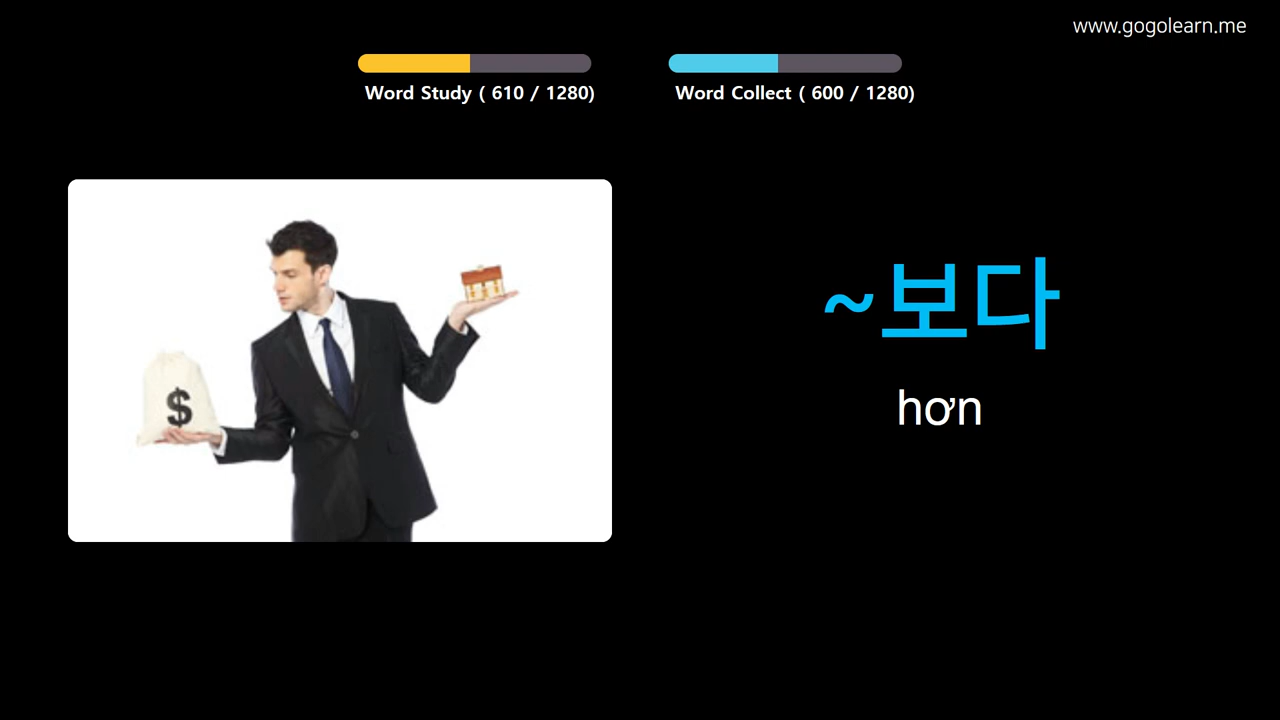 www.gogolearn.me
Word Study ( 610 / 1280)
Word Collect ( 600 / 1280)
$
~보다
hơn